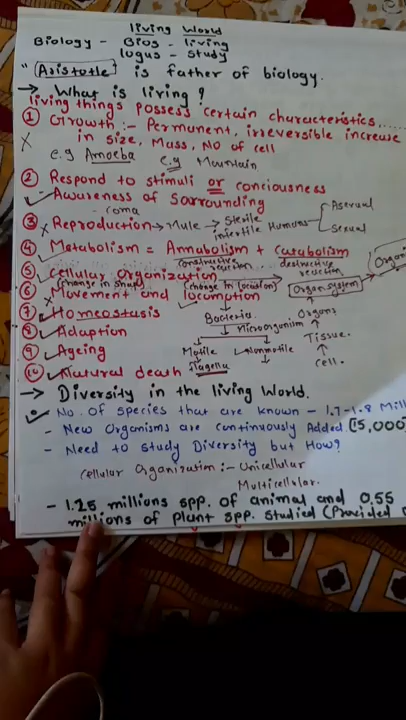 living World
Biology - Bios - living
Logus - study
"Aristotle" is father of biology.
→ What is living?
living things possess certain characteristics.....
① Growth :- Permanent, irreversible increase
in size, Mass, No of cell
x
e.g Amoeba e.g Mountain
② Respond to stimuli or conciousness
Awareness of Sorrounding
coma
③ x Reproduction → Mule → Sterile infertile Humans Asexual Sexual
④ Metabolism = Annabolism + Catabolism
constructive reaction destructive reaction
⑤ Cellular organization
(change in shape) (change in location)
⑥ x Movement and locomotion
Organ system
⑦ Homeostasis
Bacteria Organs
Microorganism
⑧ Adaption
Tissue
⑨ Ageing
Motile Nonmotile
cell.
⑩ Natural death
flagella
→ Diversity in the living World.
No. of species that are known - 1.7-1.8 Mill
- New Organisms are continuously Added (15,000
- Need to study Diversity but How?
Cellular Organization :- Unicellular
Multicellular.
- 1.25 millions spp. of animal and 0.55
millions of plant spp. studied (Provided